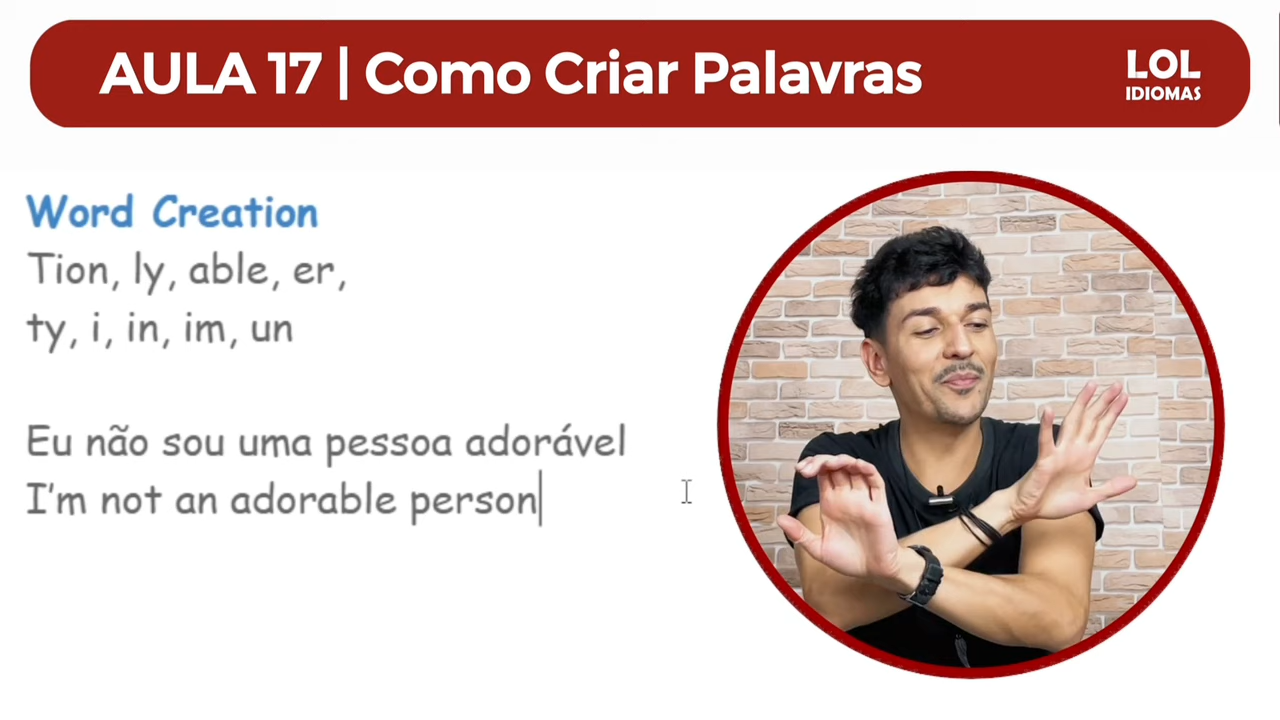 AULA 17 | Como Criar Palavras
LOL
IDIOMAS
Word Creation
Tion, ly, able, er,
ty, i, in, im, un
Eu não sou uma pessoa adorável
I'm not an adorable person